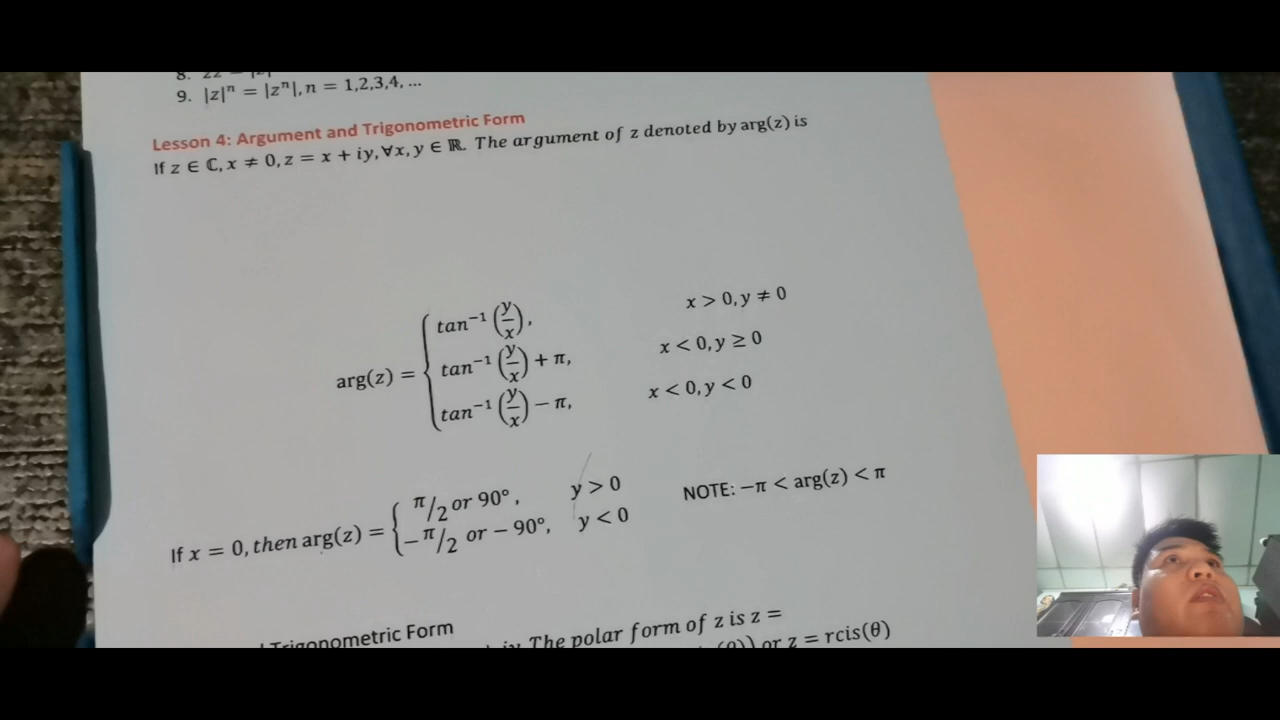 9. |z|ⁿ = |zⁿ|, n = 1,2,3,4, ...
Lesson 4: Argument and Trigonometric Form
If z ∈ ℂ, x ≠ 0, z = x + iy, ∀x, y ∈ ℝ. The argument of z denoted by arg(z) is
arg(z) = { tan⁻¹ (y/x), x > 0, y ≠ 0
tan⁻¹ (y/x) + π, x < 0, y ≥ 0
tan⁻¹ (y/x) − π, x < 0, y < 0
If x = 0, then arg(z) = { π/2 or 90°, y > 0
−π/2 or − 90°, y < 0
NOTE: −π < arg(z) < π
Trigonometric Form
The polar form of z is z =
or z = rcis(θ)